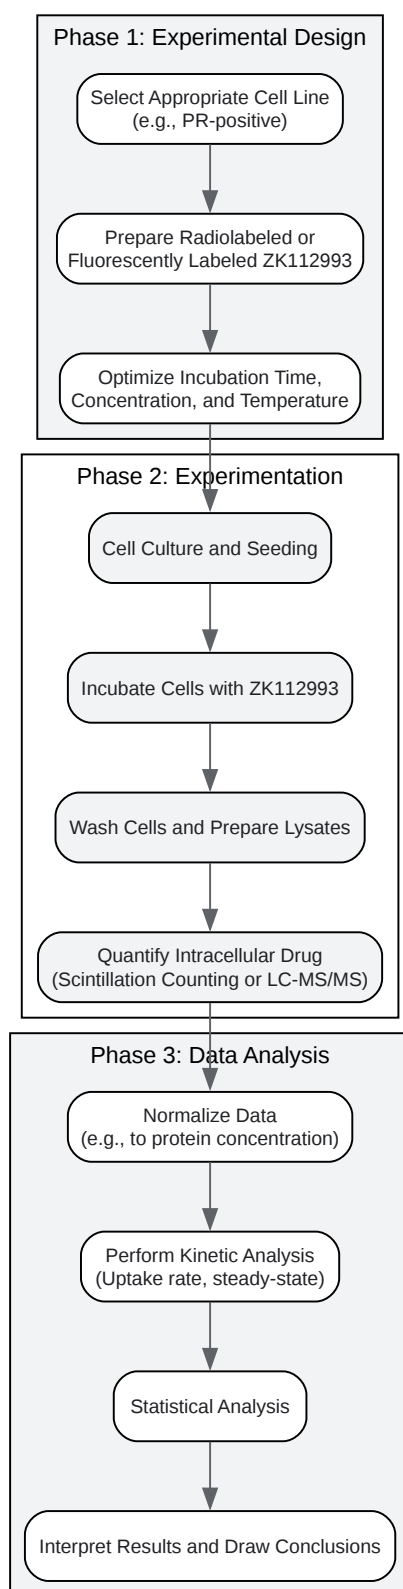 Phase 1: Experimental Design
Select Appropriate Cell Line
(e.g., PR-positive)
Prepare Radiolabeled or
Fluorescently Labeled ZK112993
Optimize Incubation Time,
Concentration, and Temperature
Phase 2: Experimentation
Cell Culture and Seeding
Incubate Cells with ZK112993
Wash Cells and Prepare Lysates
Quantify Intracellular Drug
(Scintillation Counting or LC-MS/MS)
Phase 3: Data Analysis
Normalize Data
(e.g., to protein concentration)
Perform Kinetic Analysis
(Uptake rate, steady-state)
Statistical Analysis
Interpret Results and Draw Conclusions